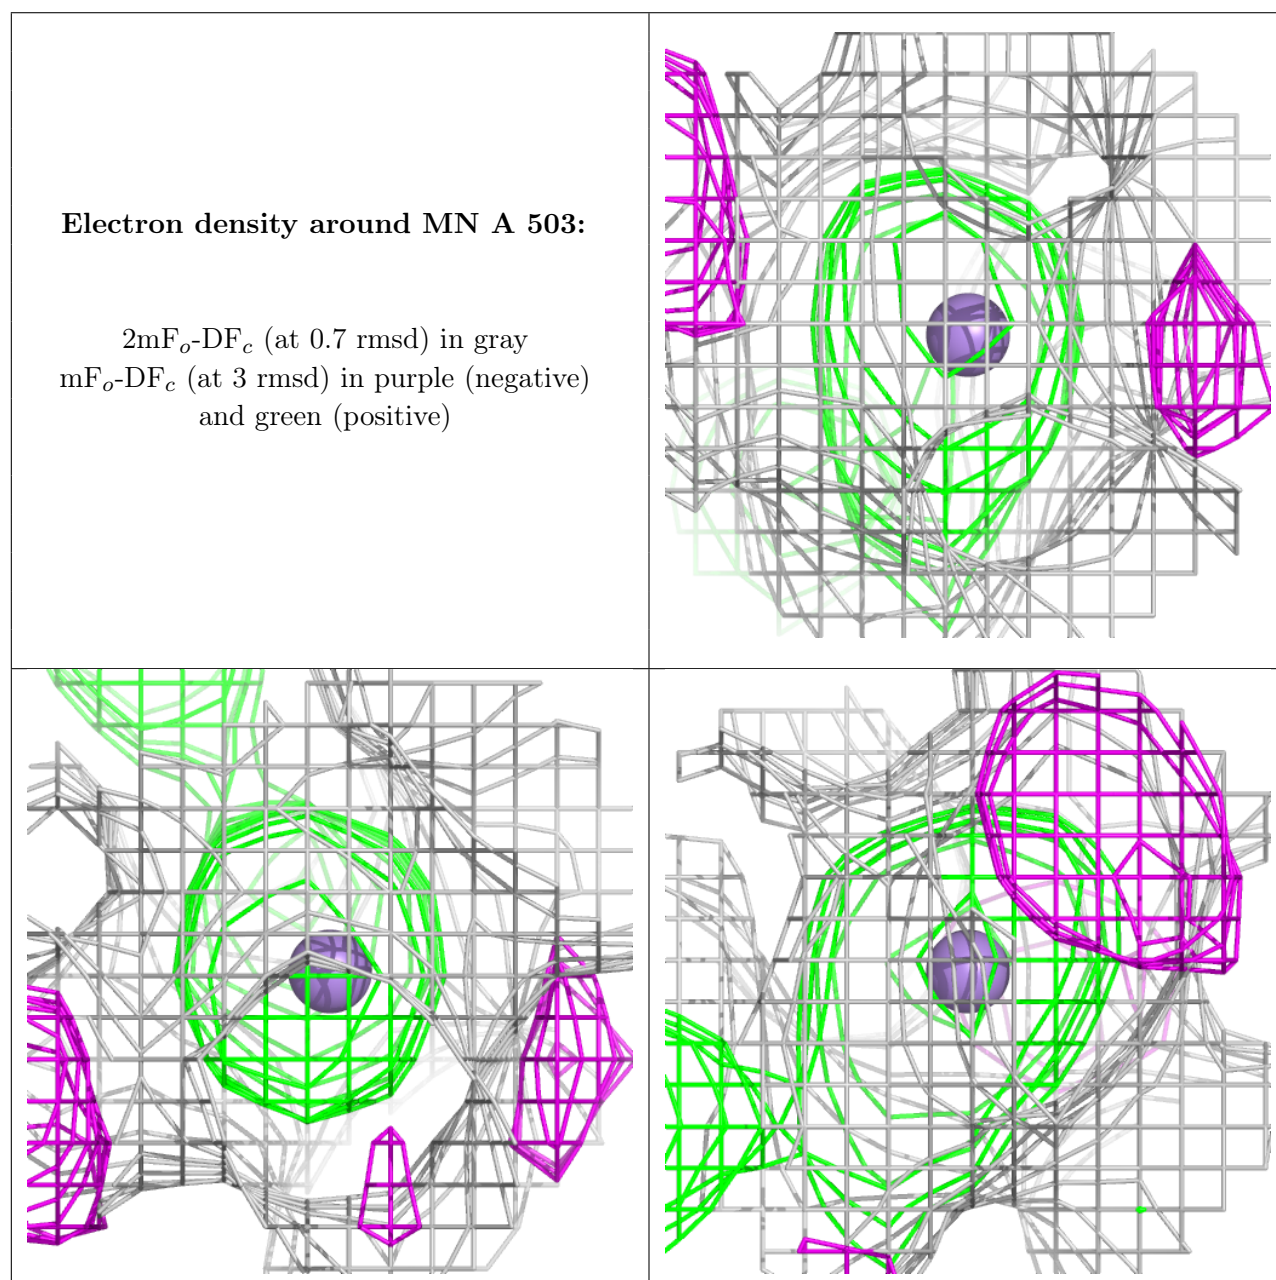 Electron density around MN A 503:
2mFo-DFc (at 0.7 rmsd) in gray
mFo-DFc (at 3 rmsd) in purple (negative)
and green (positive)